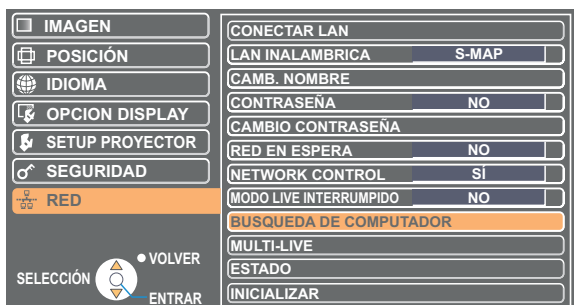 IMAGEN
POSICIÓN
IDIOMA
OPCION DISPLAY
SETUP PROYECTOR
SEGURIDAD
RED
VOLVER
SELECCIÓN
ENTRAR
CONECTAR LAN
LAN INALAMBRICA S-MAP
CAMB. NOMBRE
CONTRASEÑA NO
CAMBIO CONTRASEÑA
RED EN ESPERA NO
NETWORK CONTROL SÍ
MODO LIVE INTERRUMPIDO NO
BUSQUEDA DE COMPUTADOR
MULTI-LIVE
ESTADO
INICIALIZAR